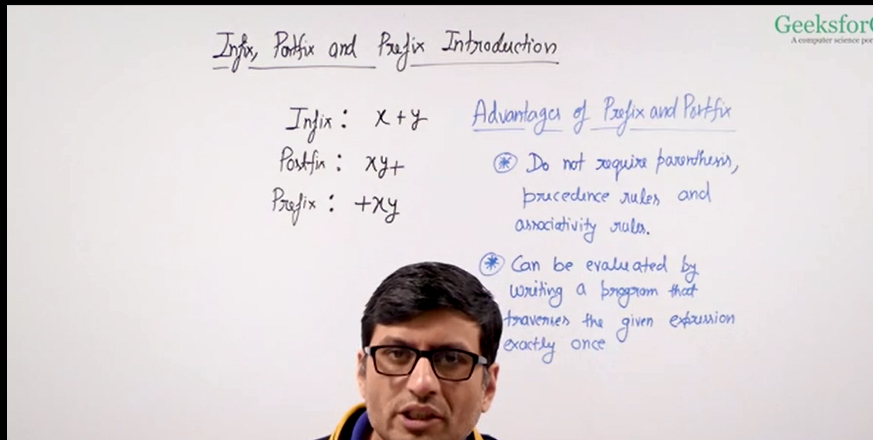 Infix, Postfix and Prefix Introduction
GeeksforG
A computer science por
Infix : x+y
Postfix : xy+
Prefix : +xy
Advantages of Prefix and Postfix
* Do not require parenthesis,
precedence rules and
associativity rules.
* Can be evaluated by
writing a program that
traverses the given expression
exactly once